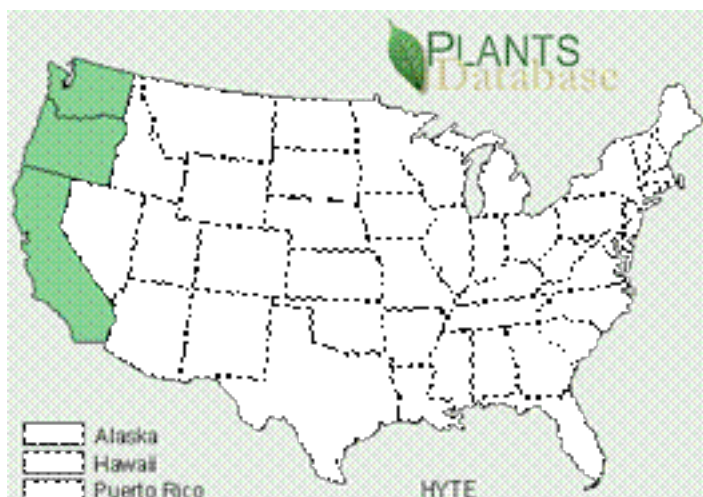 PLANTS
Database
Alaska
Hawaii
Puerto Rico
HYTE